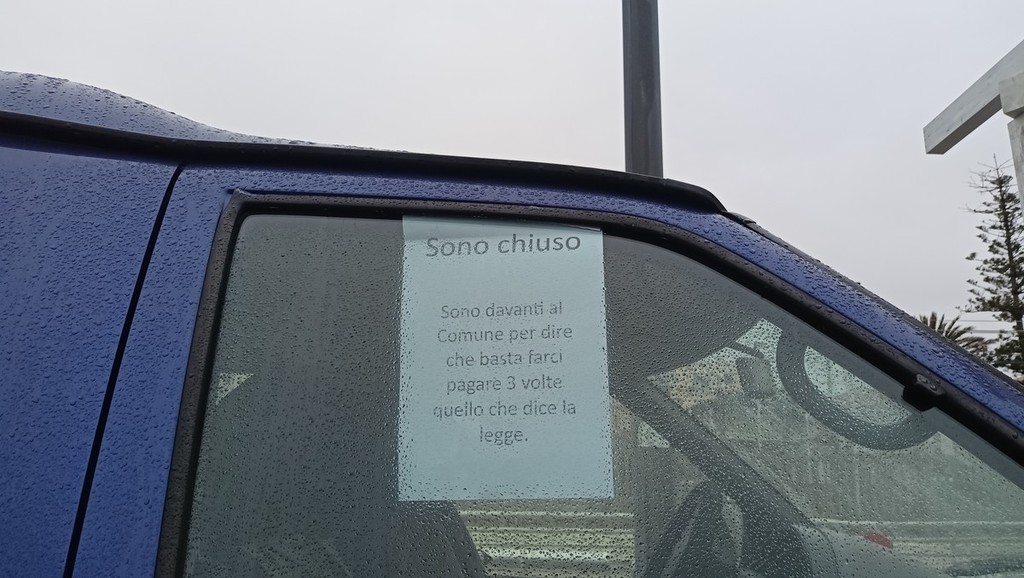 Sono chiuso
Sono davanti al
Comune per dire
che basta farci
pagare 3 volte
quello che dice la
legge.